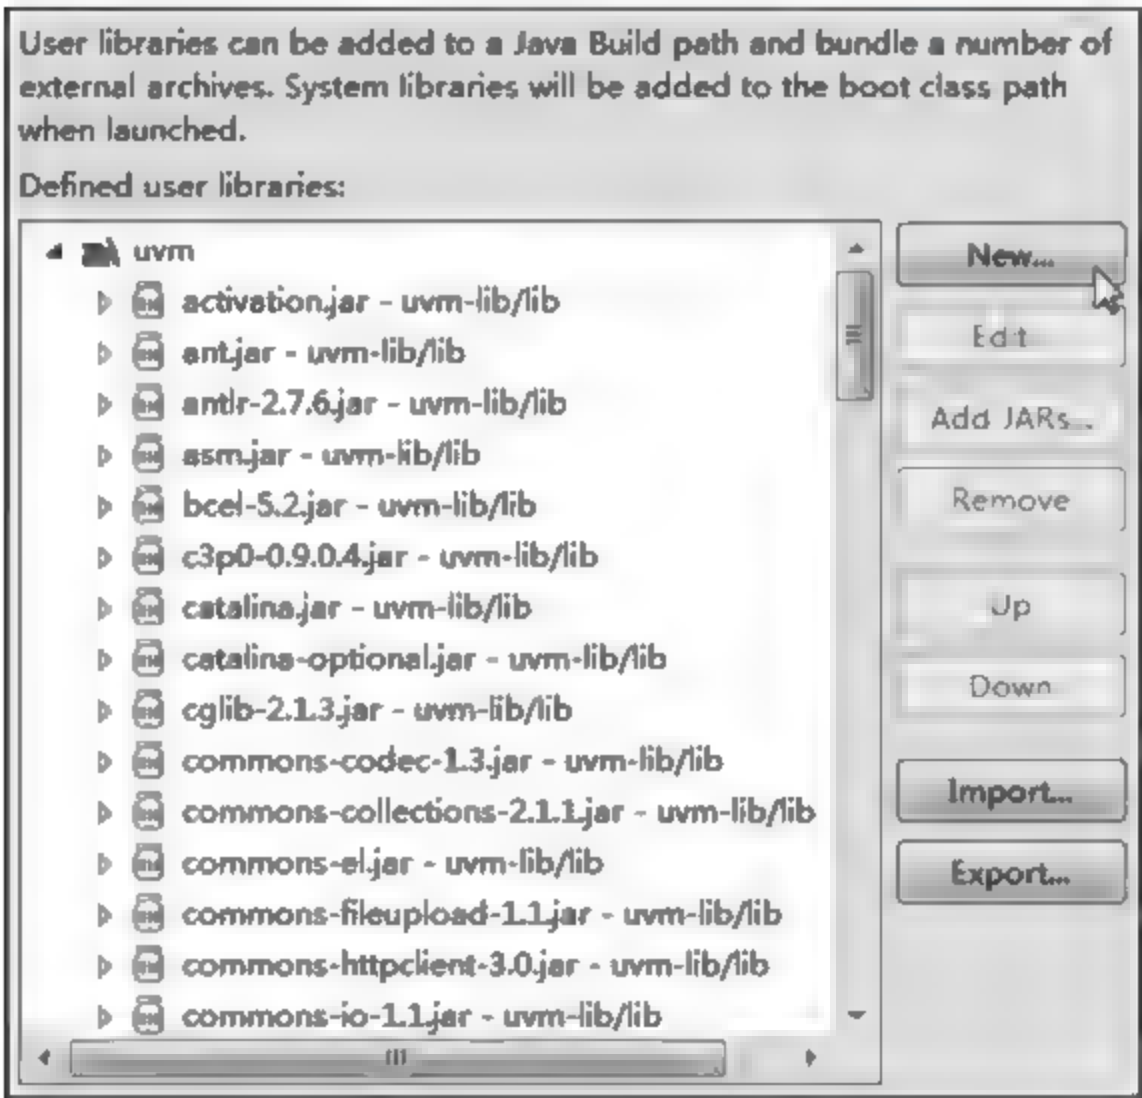 User libraries can be added to a Java Build path and bundle a number of
external archives. System libraries will be added to the boot class path
when launched.
Defined user libraries:
uvm
activation.jar - uvm-lib/lib
ant.jar - uvm-lib/lib
antlr-2.7.6.jar - uvm-lib/lib
asm.jar - uvm-lib/lib
bcel-5.2.jar - uvm-lib/lib
c3p0-0.9.0.4.jar - uvm-lib/lib
catalina.jar - uvm-lib/lib
catalina-optional.jar - uvm-lib/lib
cglib-2.1.3.jar - uvm-lib/lib
commons-codec-1.3.jar - uvm-lib/lib
commons-collections-2.1.1.jar - uvm-lib/lib
commons-el.jar - uvm-lib/lib
commons-fileupload-1.1.jar - uvm-lib/lib
commons-httpclient-3.0.jar - uvm-lib/lib
commons-io-1.1.jar - uvm-lib/lib
New...
Edit
Add JARs...
Remove
Up
Down
Import...
Export...